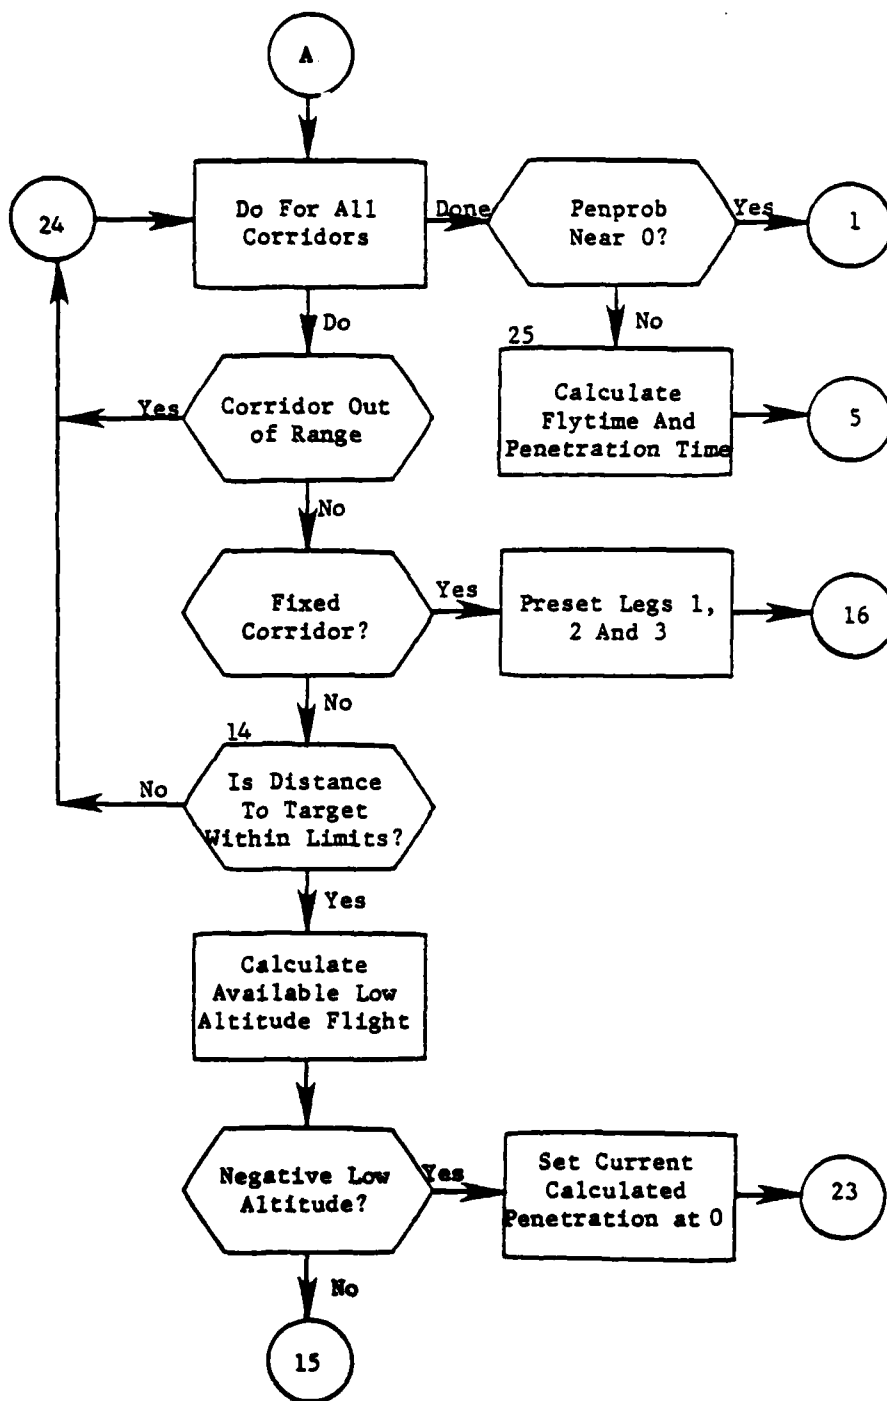 A
24
Do For All
Corridors
Done
Penprob
Near 0?
Yes
1
Do
No
25
Calculate
Flytime And
Penetration Time
5
Yes
Corridor Out
of Range
No
Fixed
Corridor?
Yes
Preset Legs 1,
2 And 3
16
No
14
No
Is Distance
To Target
Within Limits?
Yes
Calculate
Available Low
Altitude Flight
Negative Low
Altitude?
Yes
Set Current
Calculated
Penetration at 0
23
No
15